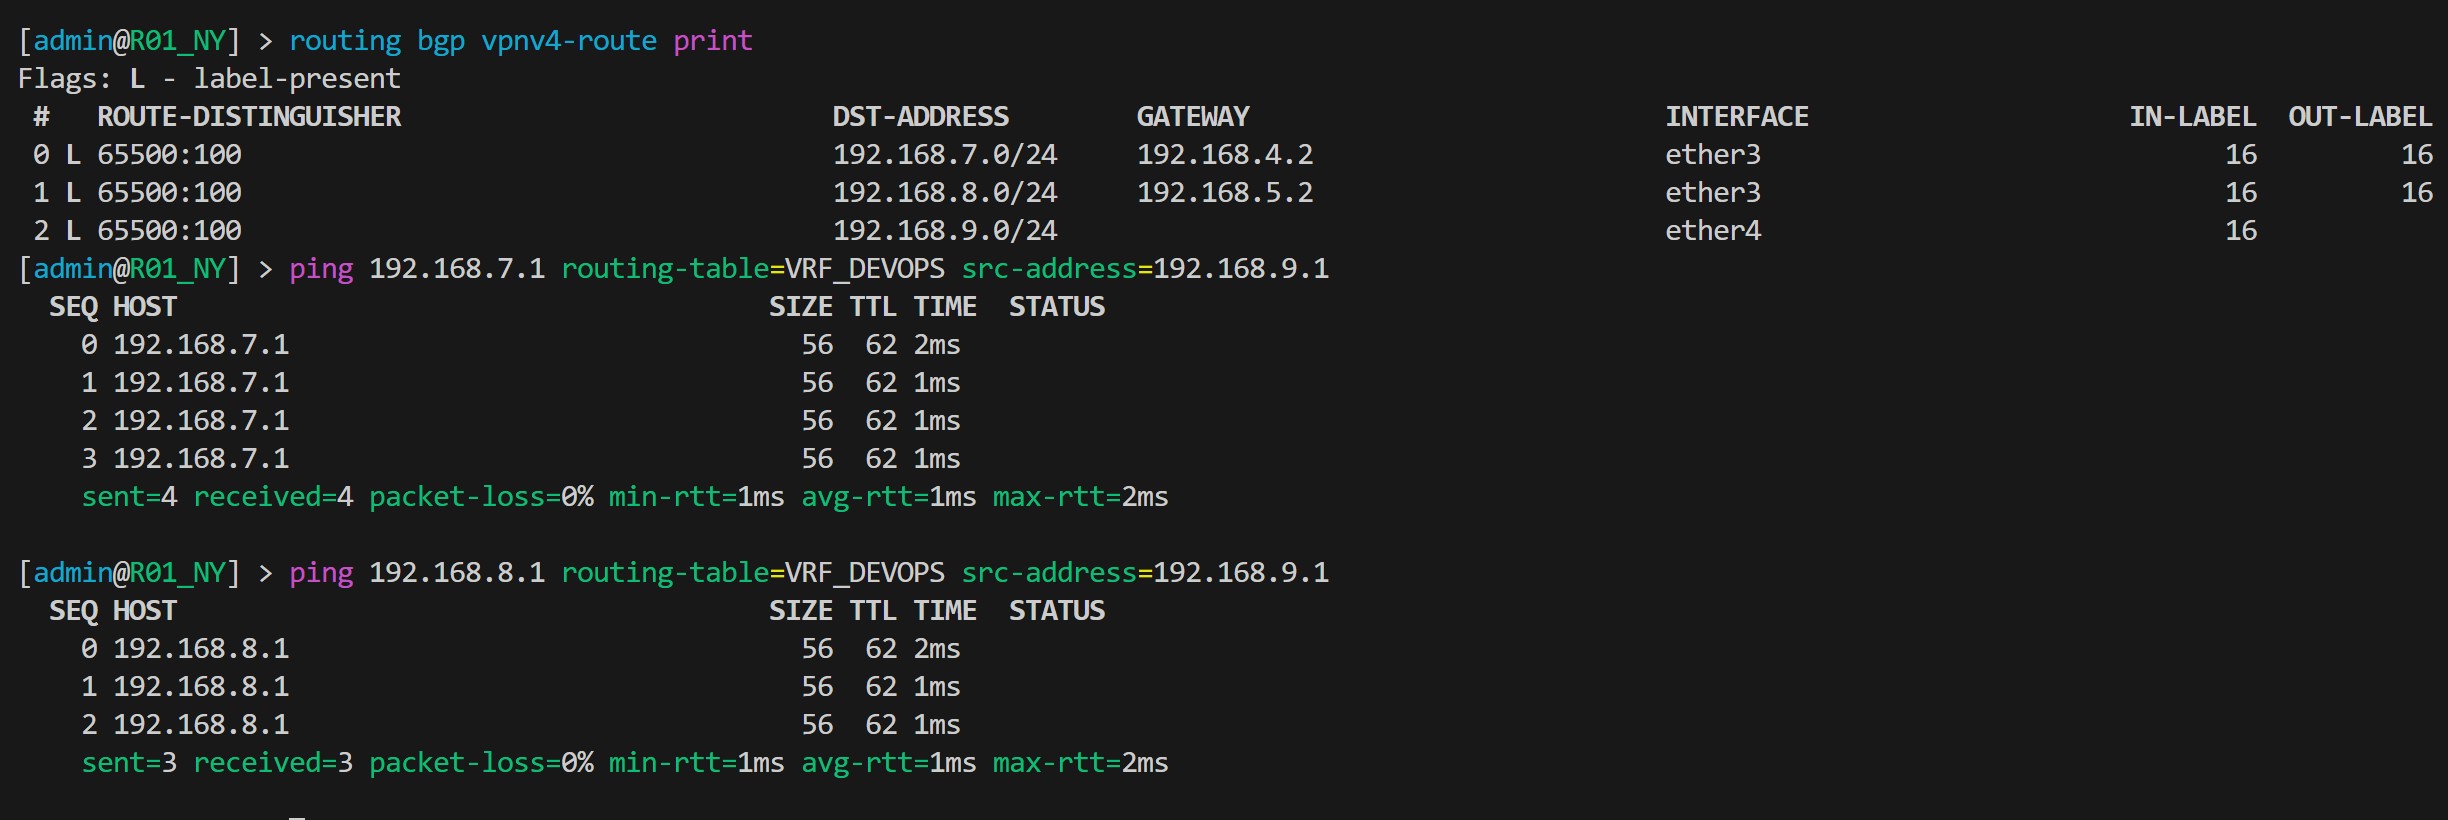 [admin@R01_NY] > routing bgp vpnv4-route print
Flags: L - label-present
 #   ROUTE-DISTINGUISHER                           DST-ADDRESS        GATEWAY                          INTERFACE                    IN-LABEL  OUT-LABEL
 0 L 65500:100                                     192.168.7.0/24     192.168.4.2                      ether3                             16         16
 1 L 65500:100                                     192.168.8.0/24     192.168.5.2                      ether3                             16         16
 2 L 65500:100                                     192.168.9.0/24                                      ether4                             16
[admin@R01_NY] > ping 192.168.7.1 routing-table=VRF_DEVOPS src-address=192.168.9.1
  SEQ HOST                                     SIZE TTL TIME  STATUS
    0 192.168.7.1                                56  62 2ms
    1 192.168.7.1                                56  62 1ms
    2 192.168.7.1                                56  62 1ms
    3 192.168.7.1                                56  62 1ms
    sent=4 received=4 packet-loss=0% min-rtt=1ms avg-rtt=1ms max-rtt=2ms
[admin@R01_NY] > ping 192.168.8.1 routing-table=VRF_DEVOPS src-address=192.168.9.1
  SEQ HOST                                     SIZE TTL TIME  STATUS
    0 192.168.8.1                                56  62 2ms
    1 192.168.8.1                                56  62 1ms
    2 192.168.8.1                                56  62 1ms
    sent=3 received=3 packet-loss=0% min-rtt=1ms avg-rtt=1ms max-rtt=2ms